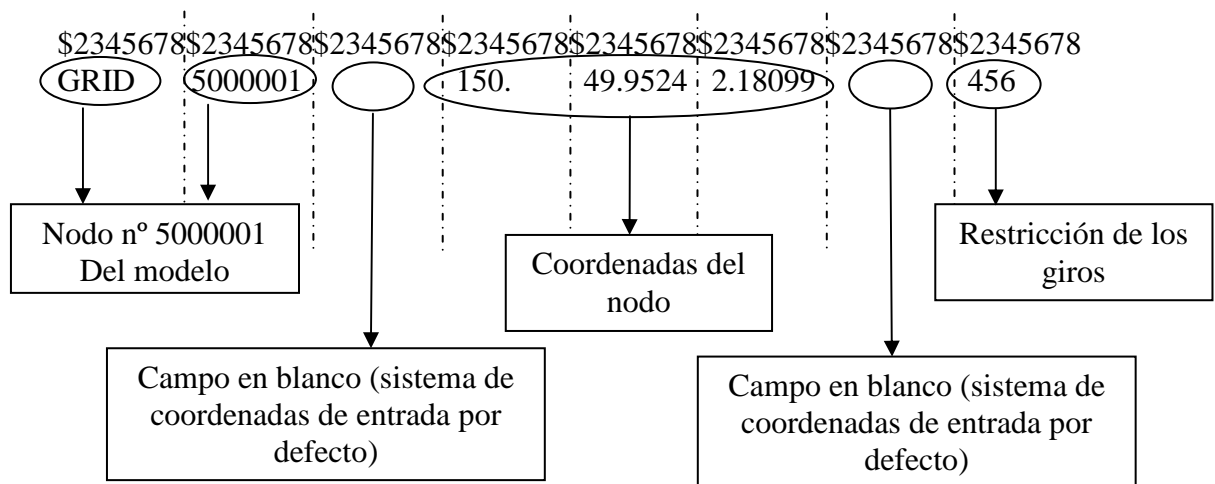 $2345678$2345678$2345678$2345678$2345678$2345678$2345678$2345678
GRID 5000001 150. 49.9524 2.18099 456
Nodo nº 5000001
Del modelo
Coordenadas del
nodo
Restricción de los
giros
Campo en blanco (sistema de
coordenadas de entrada por
defecto)
Campo en blanco (sistema de
coordenadas de entrada por
defecto)